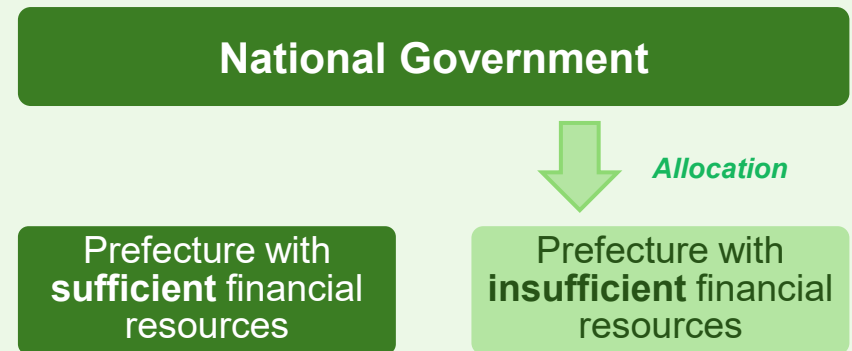 National Government
Allocation
Prefecture with
sufficient financial
resources
Prefecture with
insufficient financial
resources